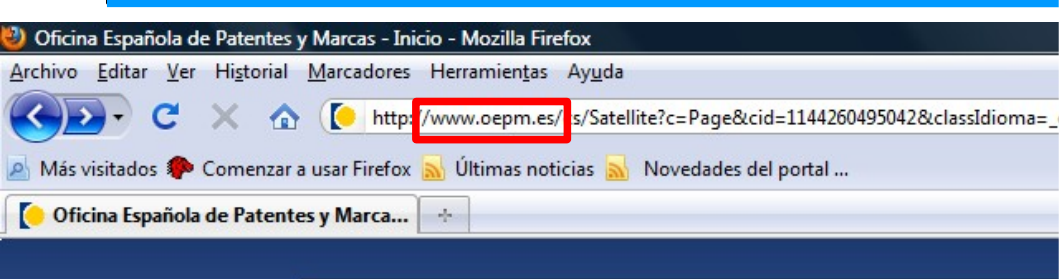 Oficina Española de Patentes y Marcas - Inicio - Mozilla Firefox
Archivo Editar Ver Historial Marcadores Herramientas Ayuda
http://www.oepm.es/es/Satellite?c=Page&cid=1144260495042&classIdioma=_
Más visitados Comenzar a usar Firefox Últimas noticias Novedades del portal ...
Oficina Española de Patentes y Marca...